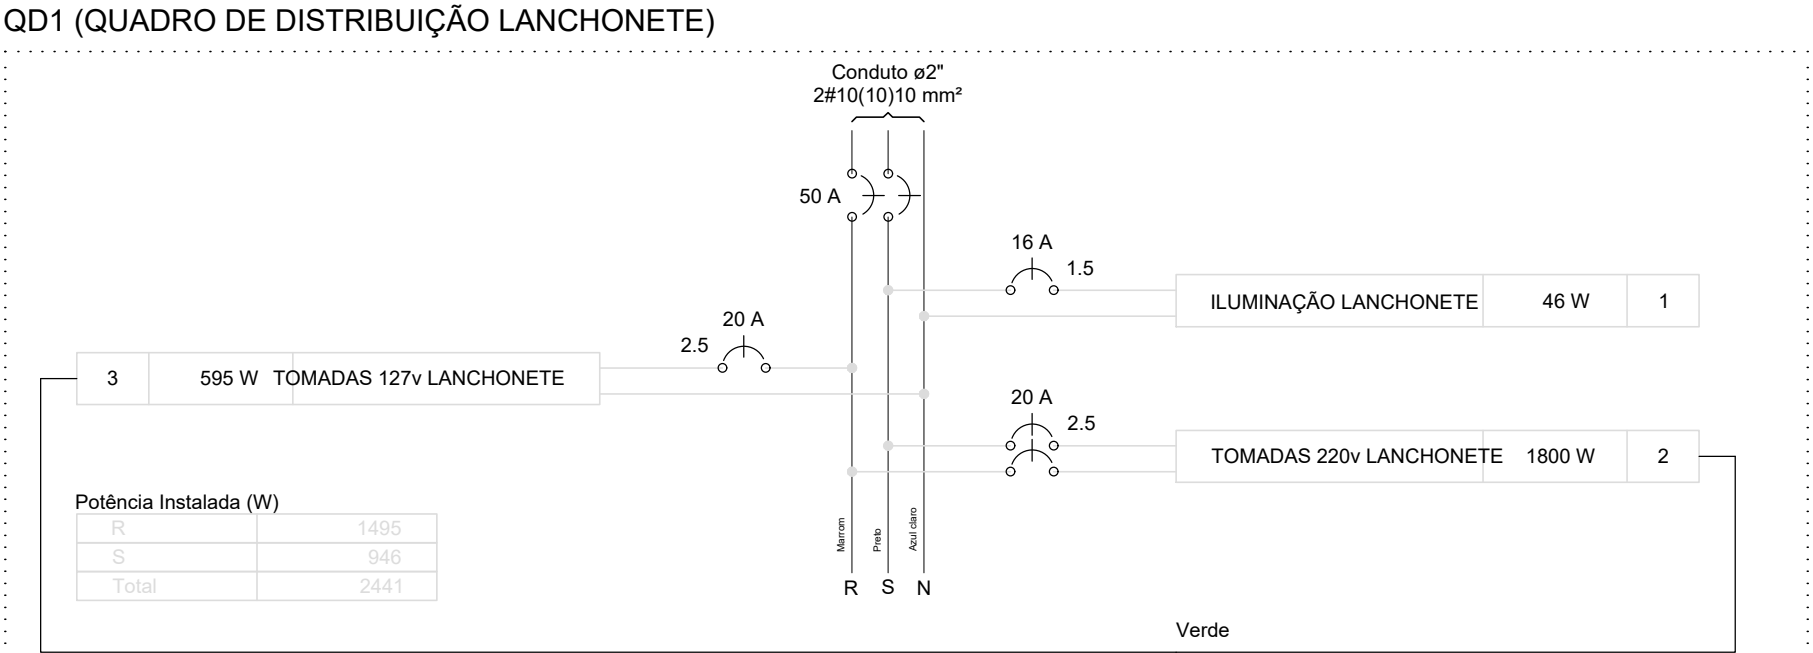 QD1 (QUADRO DE DISTRIBUIÇÃO LANCHONETE)
Conduto ø2"
2#10(10)10 mm²
50 A
16 A
1.5
ILUMINAÇÃO LANCHONETE 46 W 1
20 A
2.5
3 595 W TOMADAS 127v LANCHONETE
20 A
2.5
TOMADAS 220v LANCHONETE 1800 W 2
Potência Instalada (W)
R 1495
S 946
Total 2441
Marrom
Preto
Azul claro
R S N
Verde